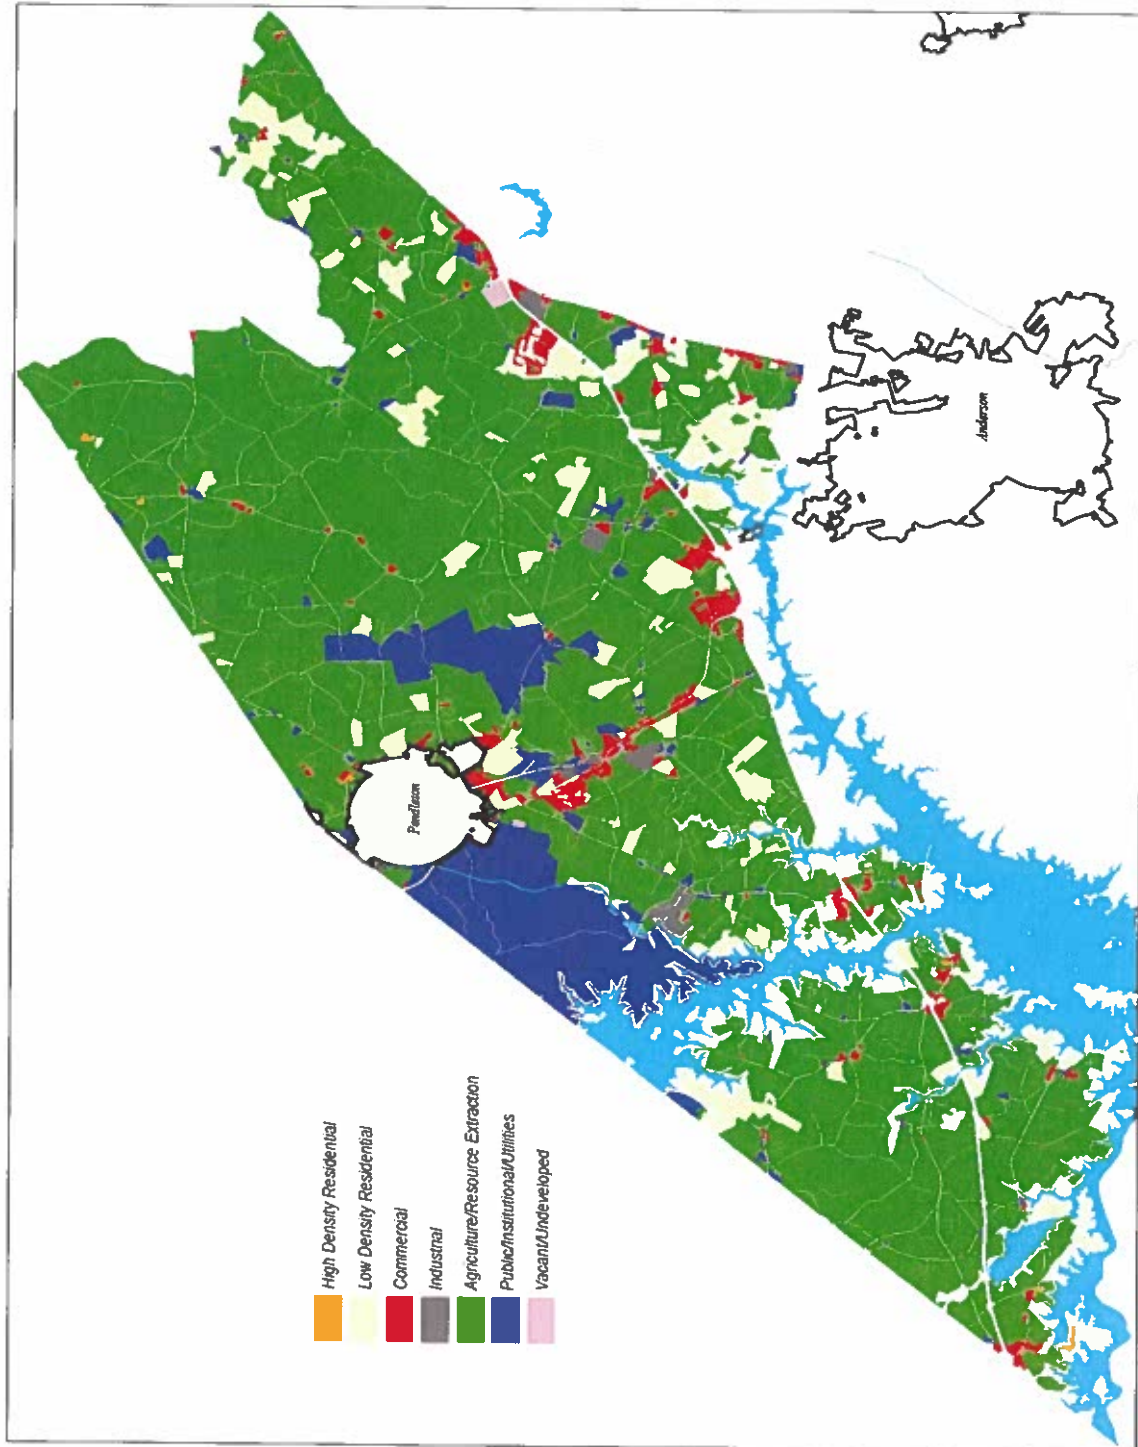 High Density Residential
Low Density Residential
Commercial
Industrial
Agriculture/Resource Extraction
Public/Institutional/Utilities
Vacant/Undeveloped
Pendleton
Anderson